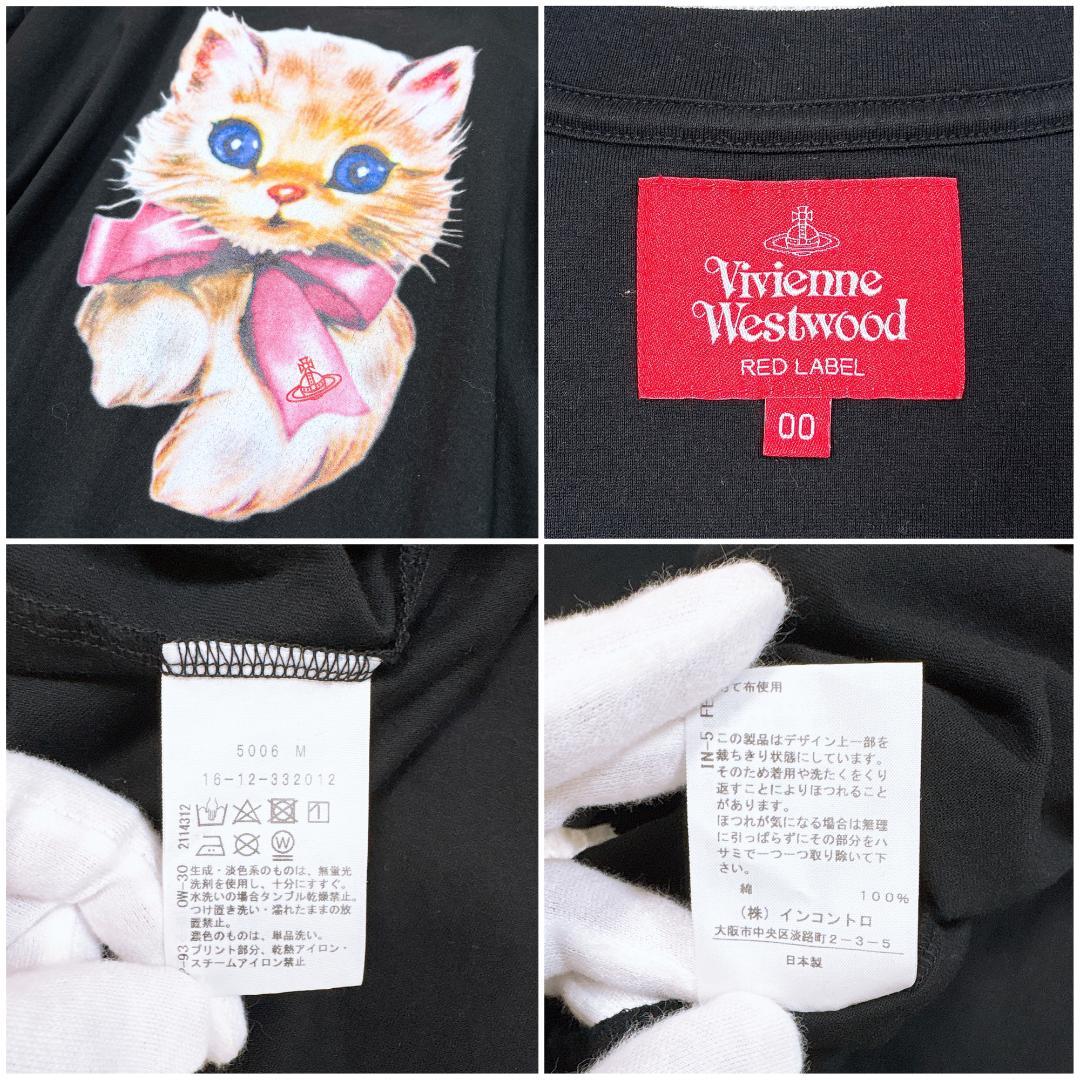 Vivienne
Westwood
RED LABEL
00
5006 M
16-12-332012
W
生成・淡色系のものは、無蛍光
洗剤を使用し、十分にすすぐ。
水洗いの場合タンブル乾燥禁止。
つけ置き洗い・濡れたままの放
置禁止。
濃色のものは、単品洗い。
プリント部分、乾熱アイロン・
スチームアイロン禁止
-93 OW-30 2114312
て布使用
この製品はデザイン上一部を
裁ちきり状態にしています。
そのため着用や洗たくをくり
返すことによりほつれること
があります。
ほつれが気になる場合は無理
に引っぱらずにその部分をハ
サミで一つ一つ取り除いて下
さい。
綿 100%
(株)インコントロ
大阪市中央区淡路町2-3-5
日本製
IN-5